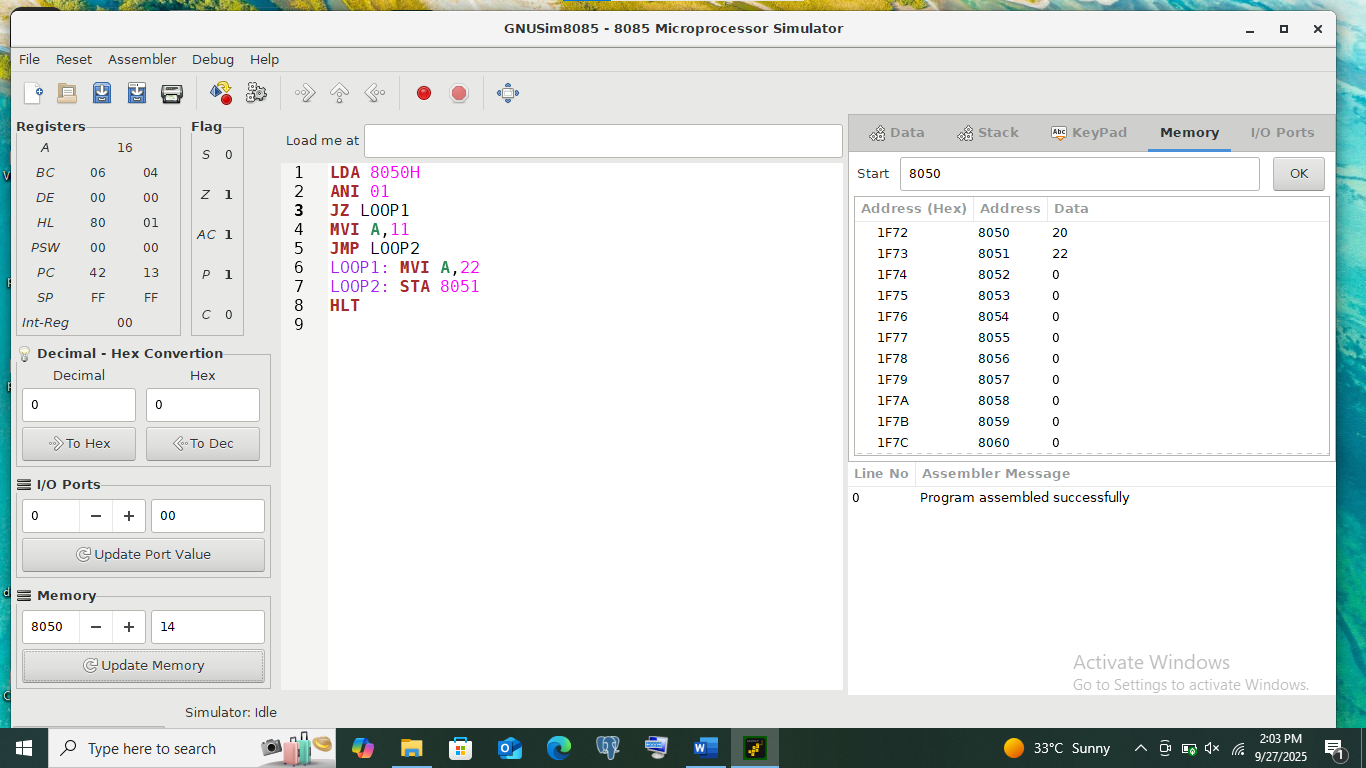 GNUSim8085 - 8085 Microprocessor Simulator
File Reset Assembler Debug Help
Registers
A 16
BC 06 04
DE 00 00
HL 80 01
PSW 00 00
PC 42 13
SP FF FF
Int-Reg 00
Flag
S 0
Z 1
AC 1
P 1
C 0
Decimal - Hex Convertion
Decimal Hex
0 0
To Hex To Dec
I/O Ports
0 00
Update Port Value
Memory
8050 14
Update Memory
Load me at
1 LDA 8050H
2 ANI 01
3 JZ LOOP1
4 MVI A,11
5 JMP LOOP2
6 LOOP1: MVI A,22
7 LOOP2: STA 8051
8 HLT
9
Data Stack Abc KeyPad Memory I/O Ports
Start 8050 OK
Address (Hex) Address Data
1F72 8050 20
1F73 8051 22
1F74 8052 0
1F75 8053 0
1F76 8054 0
1F77 8055 0
1F78 8056 0
1F79 8057 0
1F7A 8058 0
1F7B 8059 0
1F7C 8060 0
Line No Assembler Message
0 Program assembled successfully
Activate Windows
Go to Settings to activate Windows.
Simulator: Idle
Type here to search
33°C Sunny
2:03 PM
9/27/2025
1